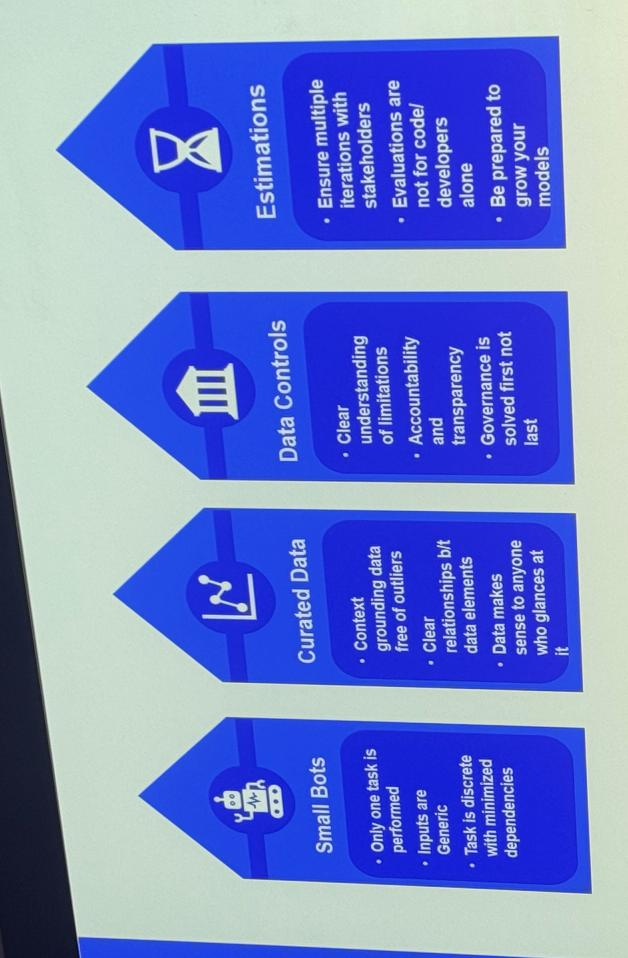 Small Bots
• Only one task is
performed
• Inputs are
Generic
• Task is discrete
with minimized
dependencies
Curated Data
• Context
grounding data
free of outliers
• Clear
relationships b/t
data elements
• Data makes
sense to anyone
who glances at
it
Data Controls
• Clear
understanding
of limitations
• Accountability
and
transparency
• Governance is
solved first not
last
Estimations
• Ensure multiple
iterations with
stakeholders
• Evaluations are
not for code/
developers
alone
• Be prepared to
grow your
models